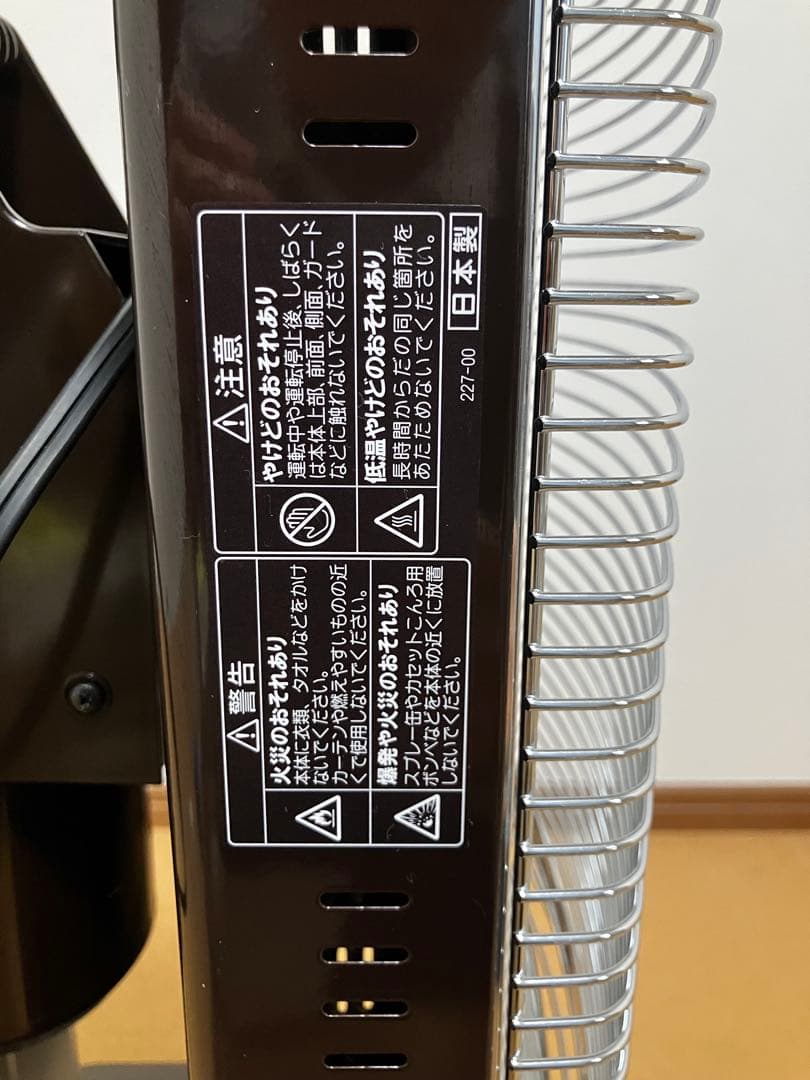 警告
火災のおそれあり
本体に衣類、タオルなどをかけ
ないでください。
カーテンや燃えやすいものの近
くで使用しないでください。
爆発や火災のおそれあり
スプレー缶やカセットこんろ用
ボンベなどを本体の近くに放置
しないでください。
注意
やけどのおそれあり
運転中や運転停止後、しばらく
は本体上部、前面、側面、ガード
などに触れないでください。
低温やけどのおそれあり
長時間からだの同じ箇所を
あたためないでください。
227-00
日本製